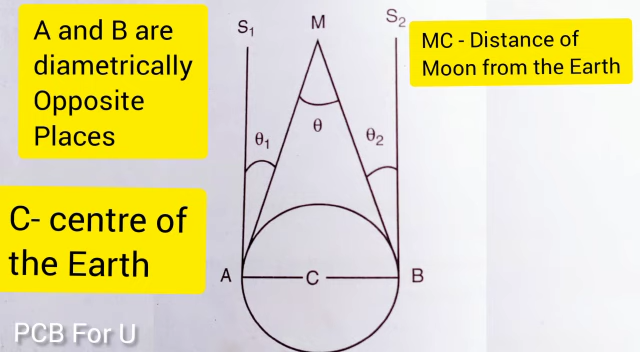 A and B are
diametrically
Opposite
Places
S₁
M
S₂
MC - Distance of
Moon from the Earth
θ₁
θ
θ₂
C- centre of
the Earth
A
C
B
PCB For U